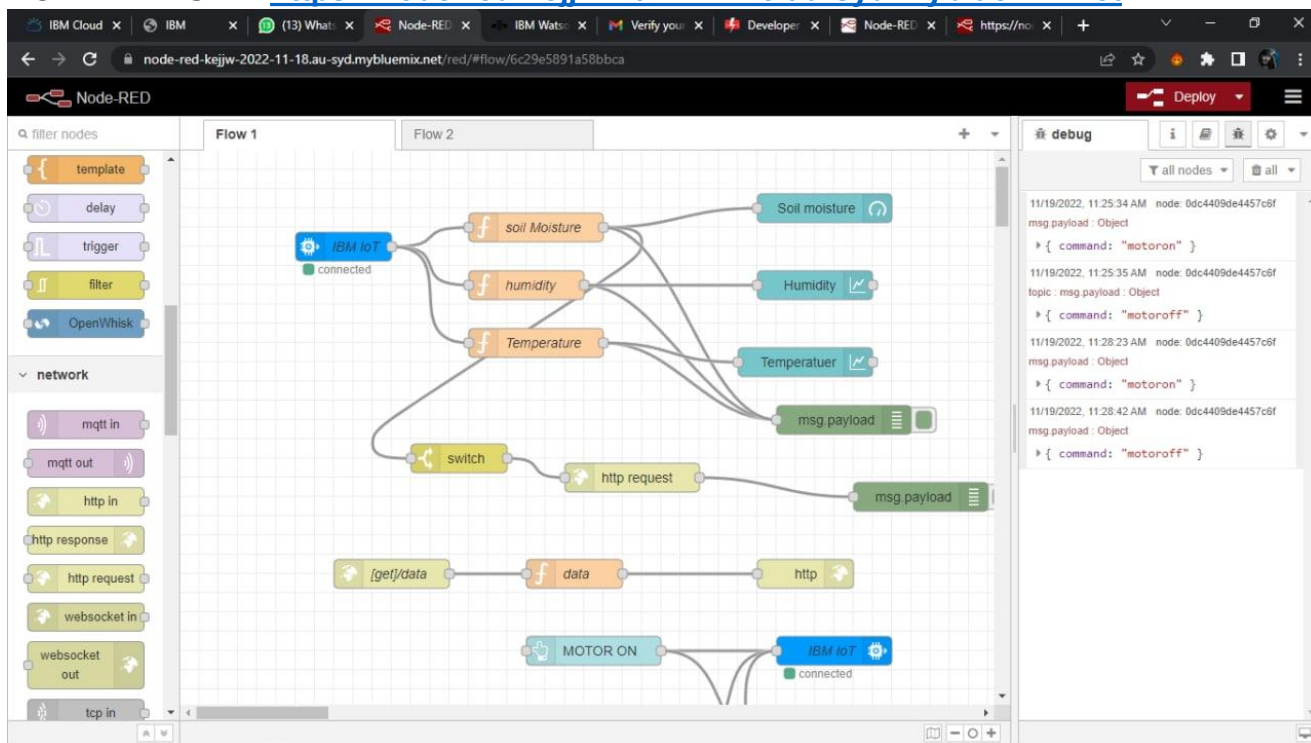 IBM Cloud
IBM
(13) Whats
Node-RED
IBM Watso
Verify your
Developer
Node-RED
https://no
node-red-kejjw-2022-11-18.au-syd.mybluemix.net/red/#flow/6c29e5891a58bbca
Node-RED
Deploy
filter nodes
Flow 1
Flow 2
debug
i
all nodes
all
template
delay
trigger
filter
OpenWhisk
network
mqtt in
mqtt out
http in
http response
http request
websocket in
websocket
out
tcp in
IBM IoT
connected
soil Moisture
humidity
Temperature
Soil moisture
Humidity
Temperatuer
msg.payload
switch
http request
msg.payload
[get]/data
data
http
MOTOR ON
IBM IoT
connected
11/19/2022, 11:25:34 AM node: 0dc4409de4457c6f
msg.payload : Object
{ command: "motoron" }
11/19/2022, 11:25:35 AM node: 0dc4409de4457c6f
topic : msg.payload : Object
{ command: "motoroff" }
11/19/2022, 11:28:23 AM node: 0dc4409de4457c6f
msg.payload : Object
{ command: "motoron" }
11/19/2022, 11:28:42 AM node: 0dc4409de4457c6f
msg.payload : Object
{ command: "motoroff" }